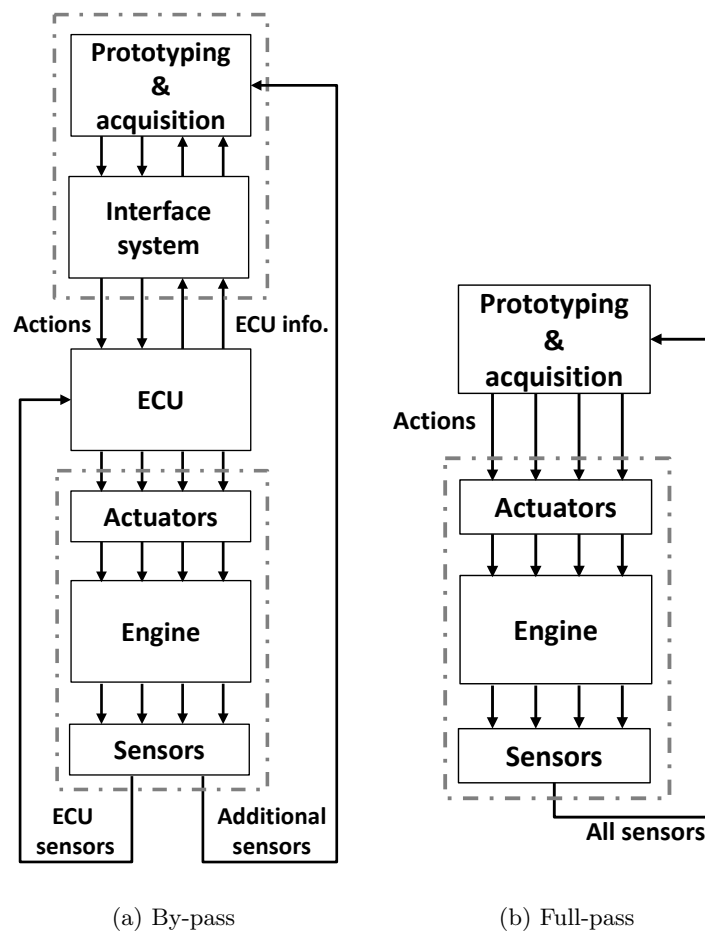 Prototyping
&
acquisition
Interface
system
Actions
ECU info.
ECU
Actuators
Engine
Sensors
ECU
sensors
Additional
sensors
(a) By-pass
Prototyping
&
acquisition
Actions
Actuators
Engine
Sensors
All sensors
(b) Full-pass